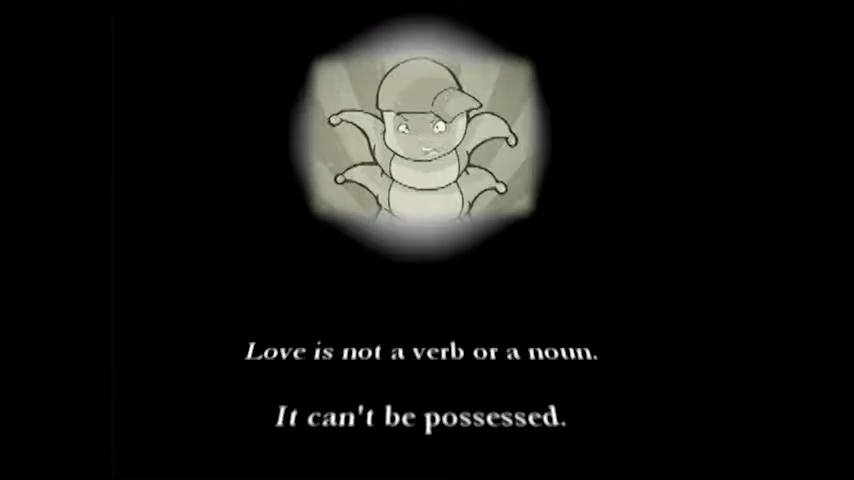 Love is not a verb or a noun.
It can't be possessed.